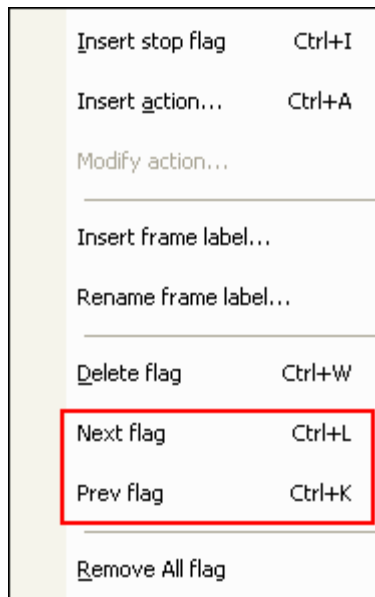 Insert stop flag Ctrl+I
Insert action... Ctrl+A
Modify action...
Insert frame label...
Rename frame label...
Delete flag Ctrl+W
Next flag Ctrl+L
Prev flag Ctrl+K
Remove All flag